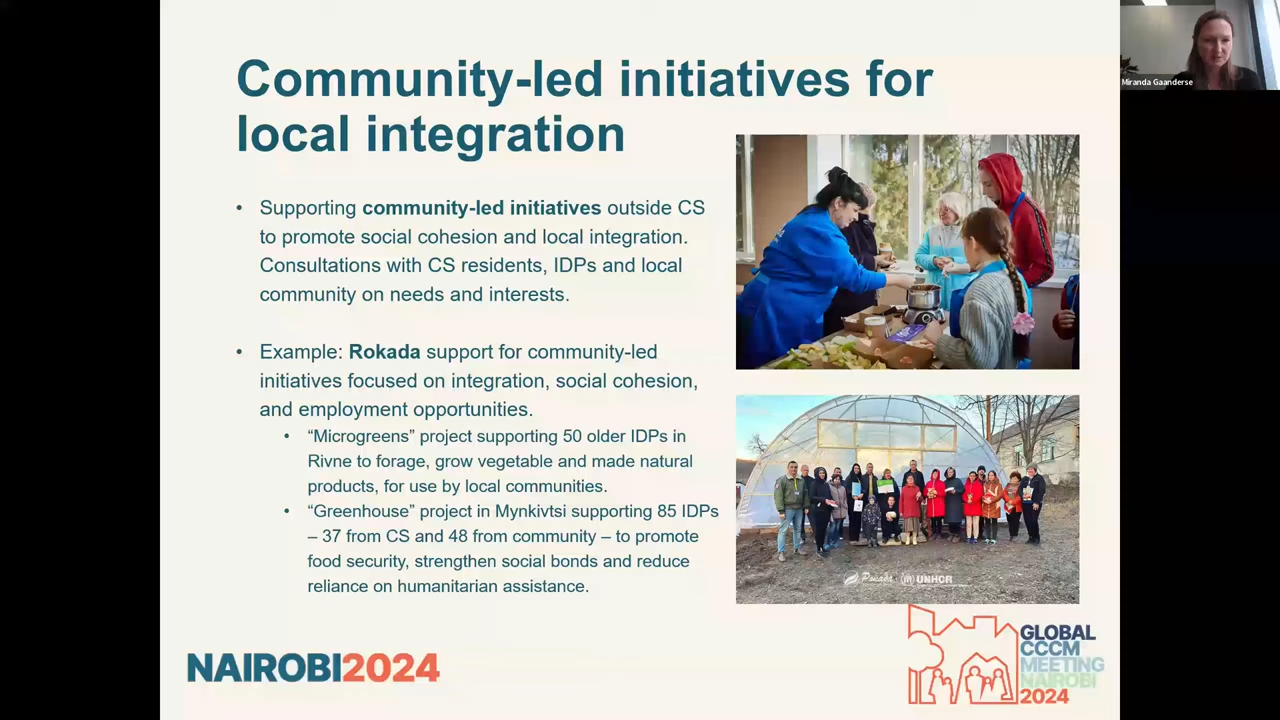 Community-led initiatives for
local integration
• Supporting community-led initiatives outside CS
to promote social cohesion and local integration.
Consultations with CS residents, IDPs and local
community on needs and interests.
• Example: Rokada support for community-led
initiatives focused on integration, social cohesion,
and employment opportunities.
• “Microgreens” project supporting 50 older IDPs in
Rivne to forage, grow vegetable and made natural
products, for use by local communities.
• “Greenhouse” project in Mynkivtsi supporting 85 IDPs
– 37 from CS and 48 from community – to promote
food security, strengthen social bonds and reduce
reliance on humanitarian assistance.
Miranda Gaanderse
Рокада UNHCR
NAIROBI2024
GLOBAL
CCCM
MEETING
NAIROBI
2024